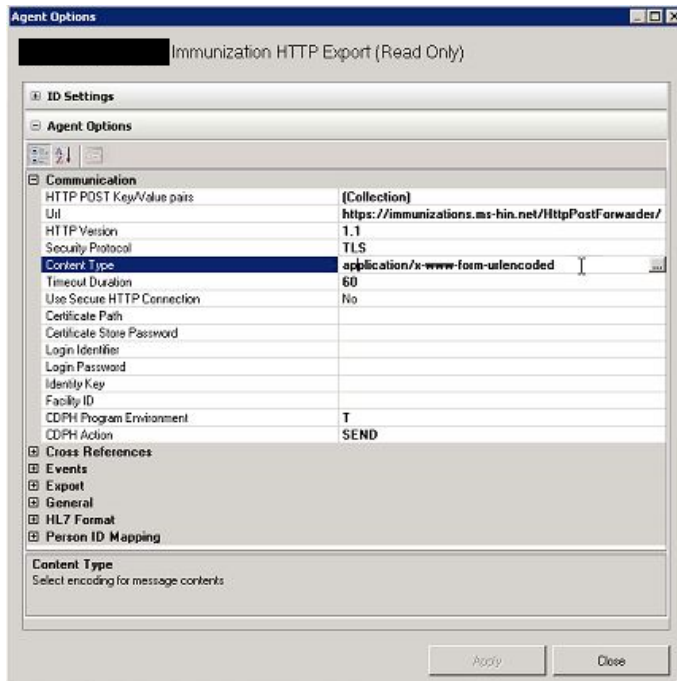 Agent Options
Immunization HTTP Export (Read Only)
ID Settings
Agent Options
Communication
HTTP POST Key/Value pairs (Collection)
Url https://immunizations.ms-hin.net/HttpPostForwarder/
HTTP Version 1.1
Security Protocol TLS
Content Type application/x-www-form-urlencoded ...
Timeout Duration 60
Use Secure HTTP Connection No
Certificate Path
Certificate Store Password
Login Identifier
Login Password
Identity Key
Facility ID
CDPH Program Environment T
CDPH Action SEND
Cross References
Events
Export
General
HL7 Format
Person ID Mapping
Content Type
Select encoding for message contents
Apply Close